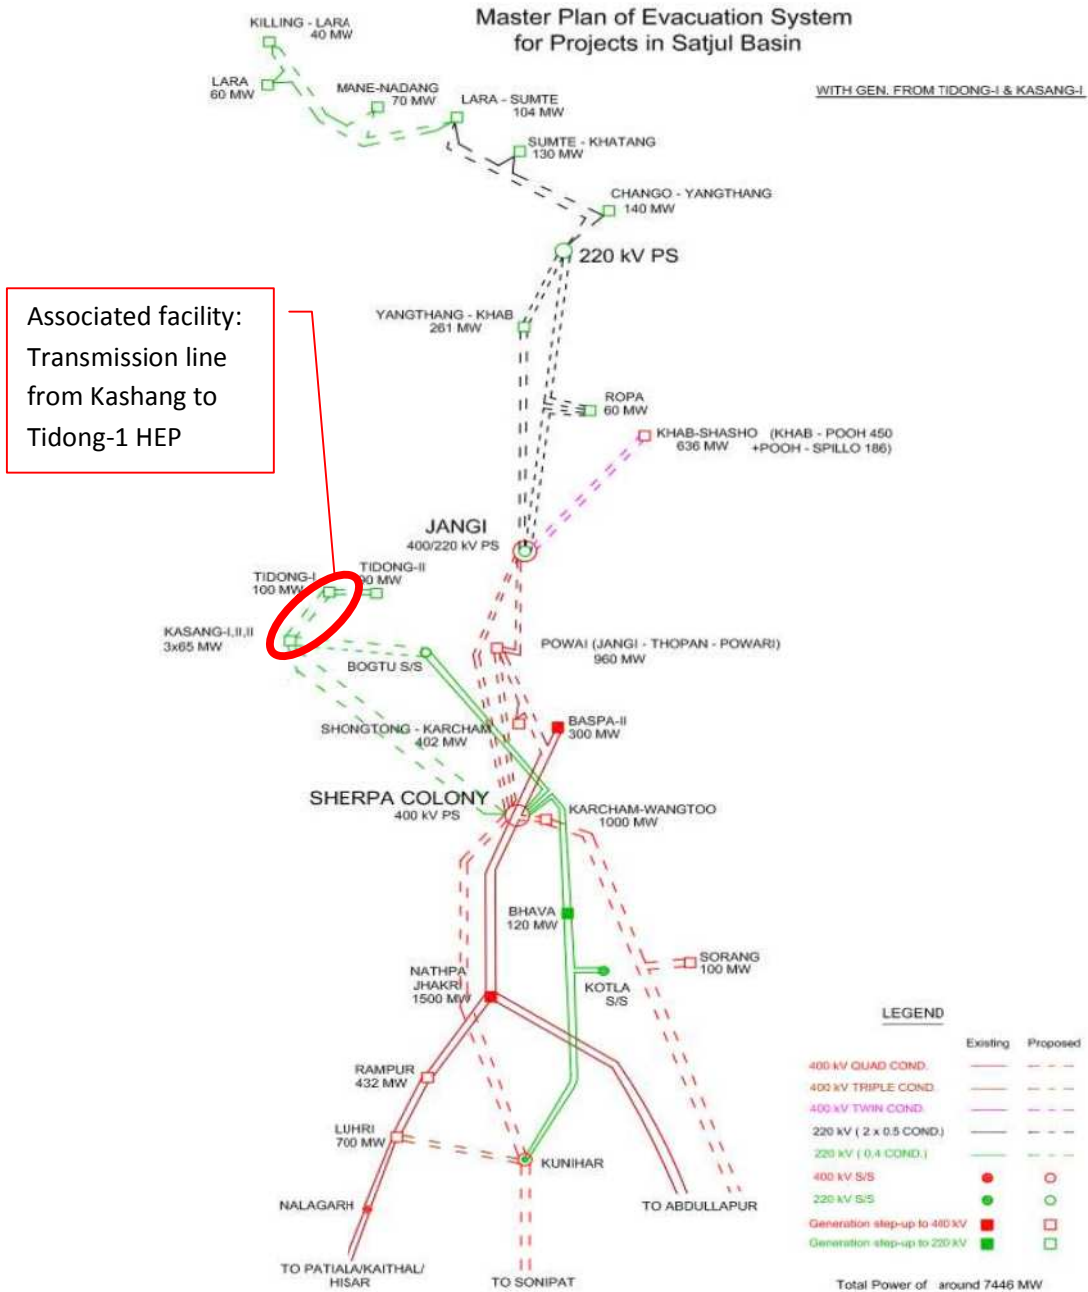 Master Plan of Evacuation System
for Projects in Satjul Basin
WITH GEN. FROM TIDONG-I & KASANG-I
KILLING - LARA
40 MW
LARA
60 MW
MANE-NADANG
70 MW
LARA - SUMTE
104 MW
SUMTE - KHATANG
130 MW
CHANGO - YANGTHANG
140 MW
220 kV PS
Associated facility:
Transmission line
from Kashang to
Tidong-1 HEP
YANGTHANG - KHAB
261 MW
ROPA
60 MW
KHAB-SHASHO (KHAB - POOH 450
636 MW +POOH - SPILLO 186)
JANGI
400/220 kV PS
TIDONG-I
100 MW
TIDONG-II
90 MW
KASANG-I,II,II
3x65 MW
BOGTU S/S
POWAI (JANGI - THOPAN - POWARI)
960 MW
SHONGTONG - KARCHAM
402 MW
BASPA-II
300 MW
SHERPA COLONY
400 kV PS
KARCHAM-WANGTOO
1000 MW
BHAVA
120 MW
NATHPA
JHAKRI
1500 MW
KOTLA
S/S
SORANG
100 MW
RAMPUR
432 MW
LUHRI
700 MW
KUNIHAR
NALAGARH
TO ABDULLAPUR
TO PATIALA/KAITHAL/
HISAR
TO SONIPAT
LEGEND
Existing Proposed
400 kV QUAD COND.
400 kV TRIPLE COND.
400 kV TWIN COND.
220 kV ( 2 x 0.5 COND.)
220 kV ( 0.4 COND.)
400 kV S/S
220 kV S/S
Generation step-up to 440 kV
Generation step-up to 220 kV
Total Power of around 7446 MW